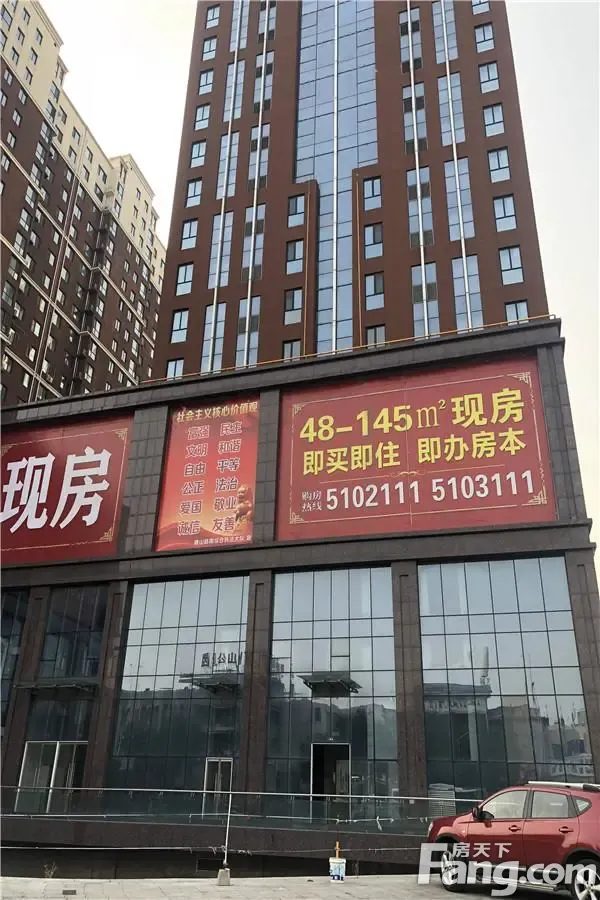 现房
社会主义核心价值观
富强 民主
文明 和谐
自由 平等
公正 法治
爱国 敬业
诚信 友善
48-145㎡现房
即买即住 即办房本
购房热线 5102111 5103111
房天下
Fang.com